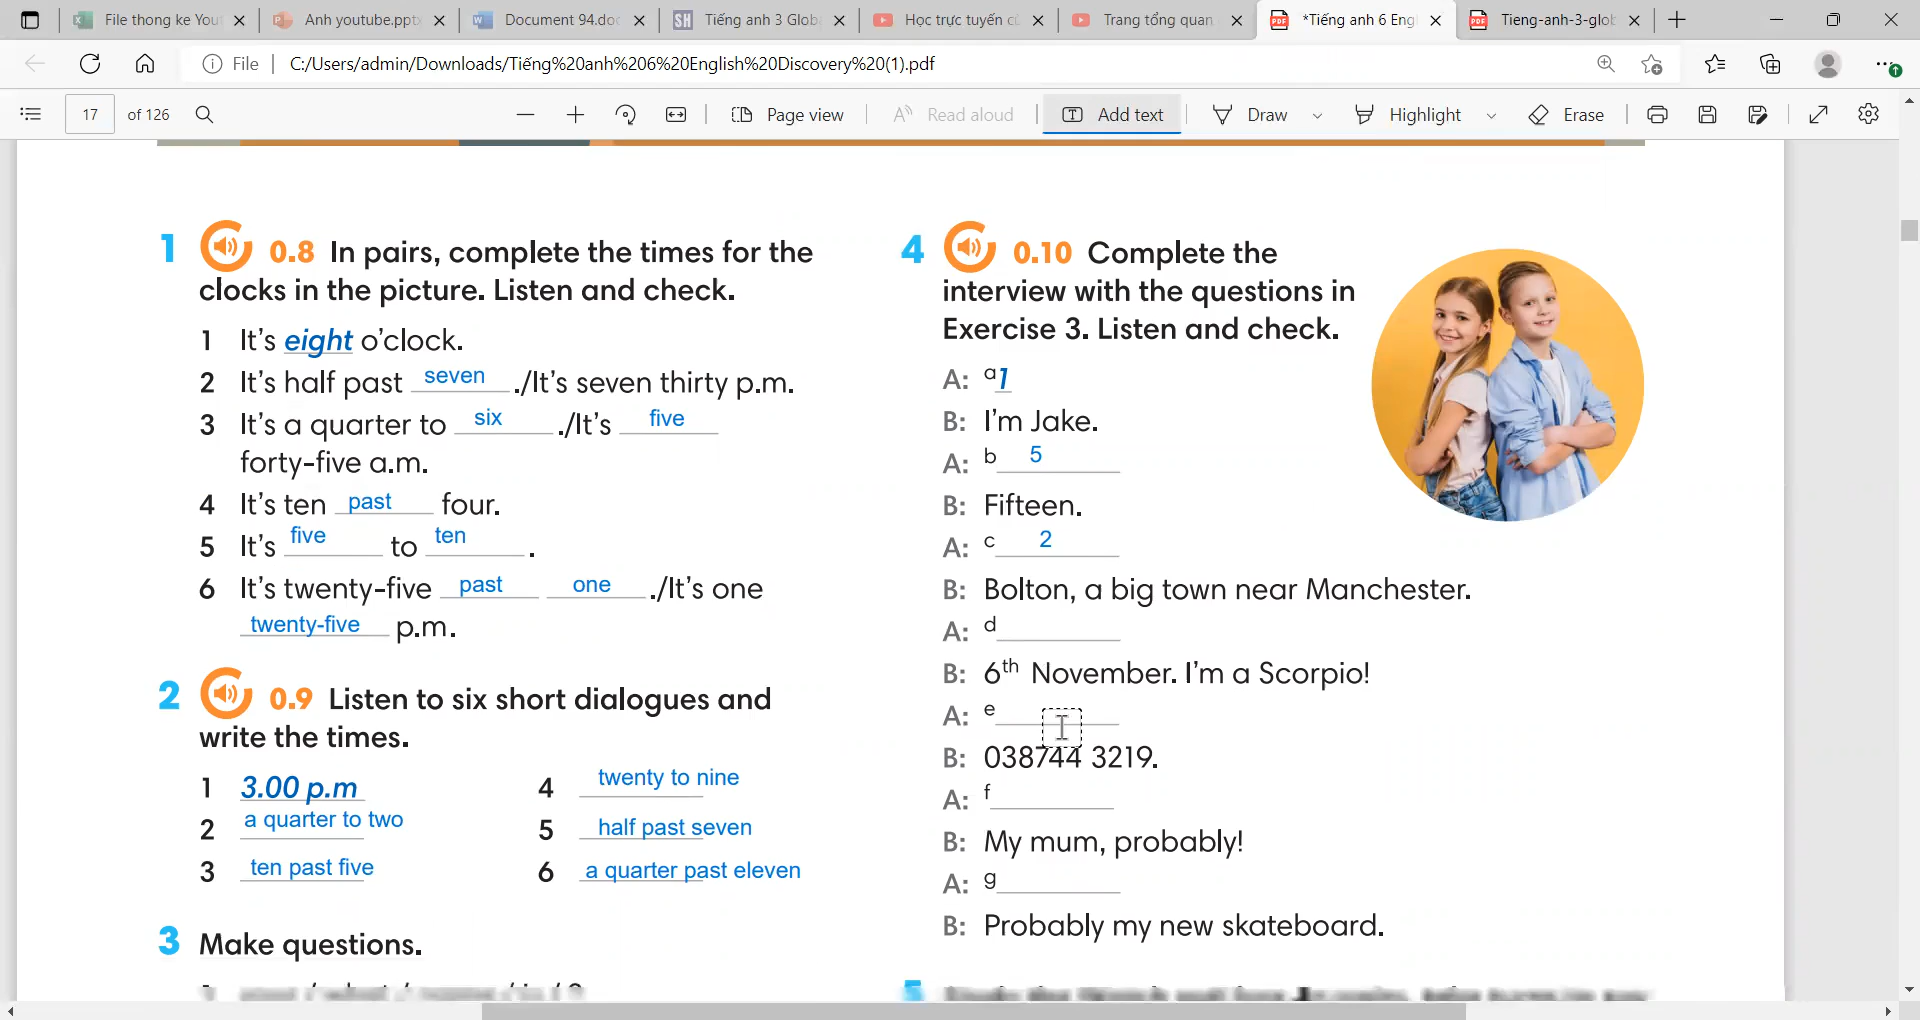 File thong ke You
Anh youtube.pptx
Document 94.doc
SH Tiếng anh 3 Glob
Học trực tuyến c
Trang tổng quan
*Tiếng anh 6 Engl
Tieng-anh-3-glob
File C:/Users/admin/Downloads/Tiếng%20anh%206%20English%20Discovery%20(1).pdf
17 of 126 Page view Read aloud Add text Draw Highlight Erase
1 0.8 In pairs, complete the times for the
clocks in the picture. Listen and check.
1 It's eight o'clock.
2 It's half past seven ./It's seven thirty p.m.
3 It's a quarter to six ./It's five
forty-five a.m.
4 It's ten past four.
5 It's five to ten .
6 It's twenty-five past one ./It's one
twenty-five p.m.
2 0.9 Listen to six short dialogues and
write the times.
1 3.00 p.m
2 a quarter to two
3 ten past five
4 twenty to nine
5 half past seven
6 a quarter past eleven
3 Make questions.
4 0.10 Complete the
interview with the questions in
Exercise 3. Listen and check.
A: a 1
B: I'm Jake.
A: b 5
B: Fifteen.
A: c 2
B: Bolton, a big town near Manchester.
A: d
B: 6th November. I'm a Scorpio!
A: e
B: 038744 3219.
A: f
B: My mum, probably!
A: g
B: Probably my new skateboard.
5